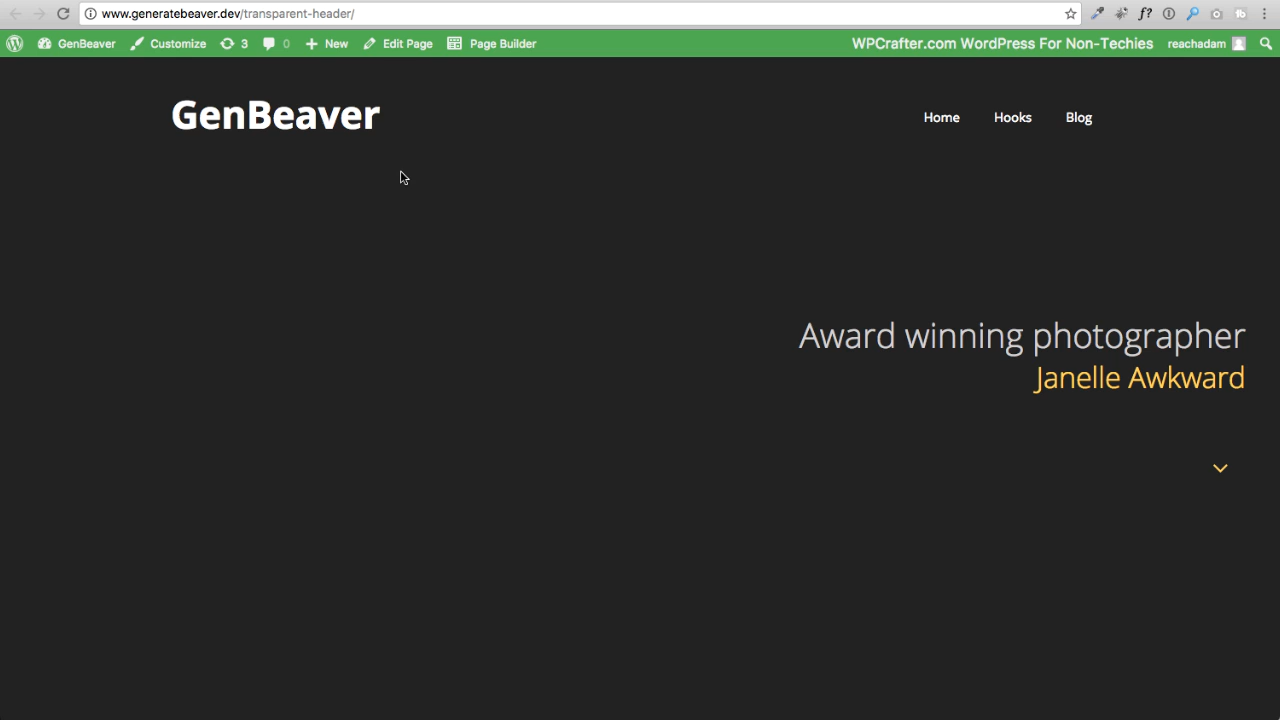 www.generatebeaver.dev/transparent-header/
f?
GenBeaver Customize 3 0 New Edit Page Page Builder WPCrafter.com WordPress For Non-Techies reachadam
GenBeaver
Home Hooks Blog
Award winning photographer
Janelle Awkward